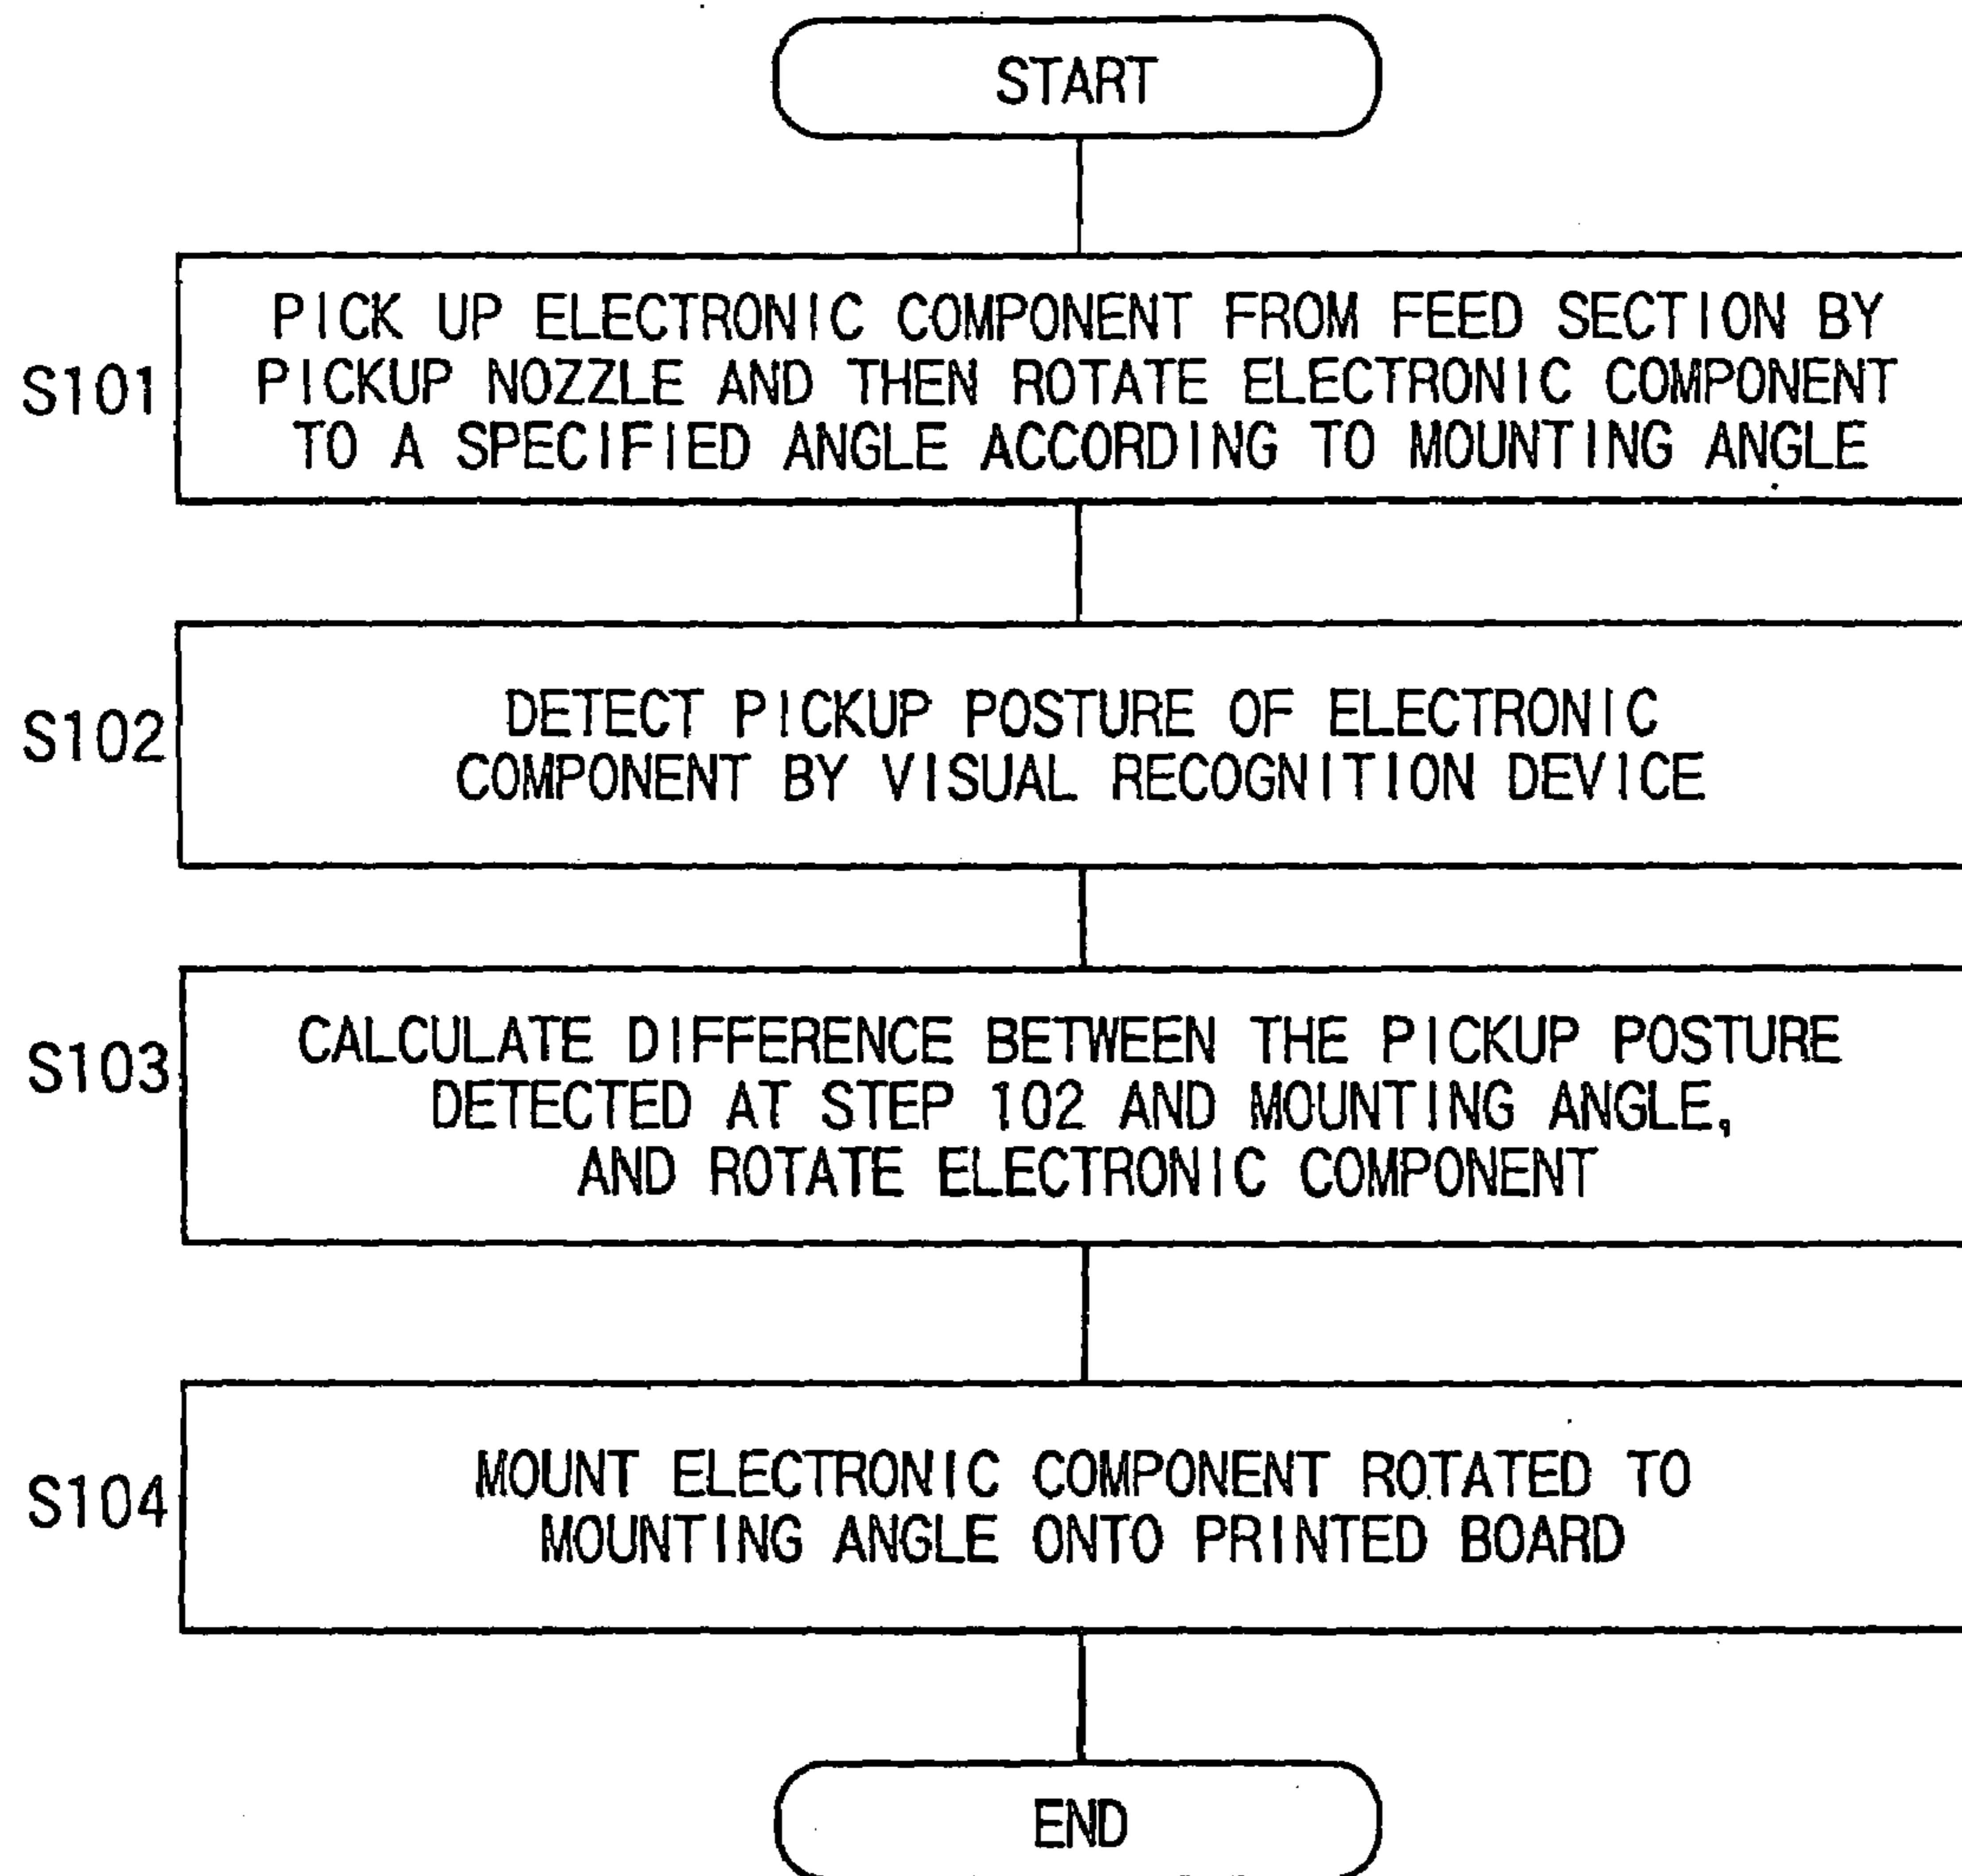 START
S101
PICK UP ELECTRONIC COMPONENT FROM FEED SECTION BY
PICKUP NOZZLE AND THEN ROTATE ELECTRONIC COMPONENT
TO A SPECIFIED ANGLE ACCORDING TO MOUNTING ANGLE
S102
DETECT PICKUP POSTURE OF ELECTRONIC
COMPONENT BY VISUAL RECOGNITION DEVICE
S103
CALCULATE DIFFERENCE BETWEEN THE PICKUP POSTURE
DETECTED AT STEP 102 AND MOUNTING ANGLE,
AND ROTATE ELECTRONIC COMPONENT
S104
MOUNT ELECTRONIC COMPONENT ROTATED TO
MOUNTING ANGLE ONTO PRINTED BOARD
END